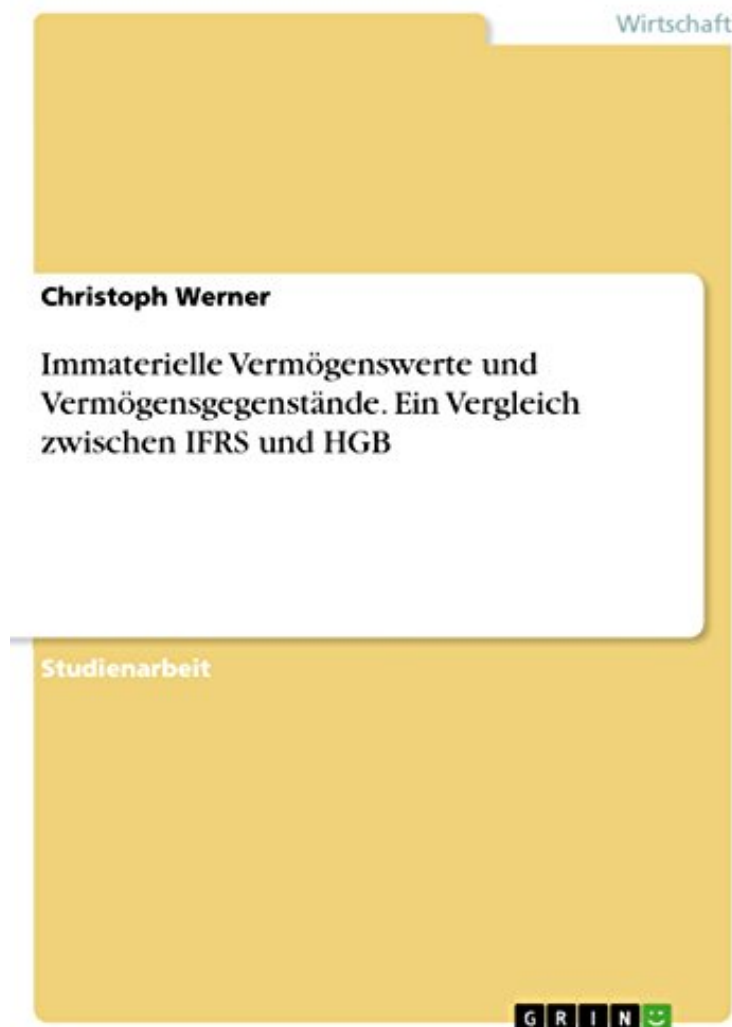 Wirtschaft
Christoph Werner
Immaterielle Vermögenswerte und
Vermögensgegenstände. Ein Vergleich
zwischen IFRS und HGB
Studienarbeit
GRIN